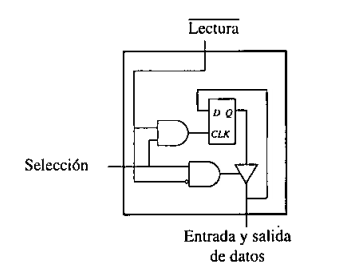 Lectura
D Q
CLK
Selección
Entrada y salida
de datos